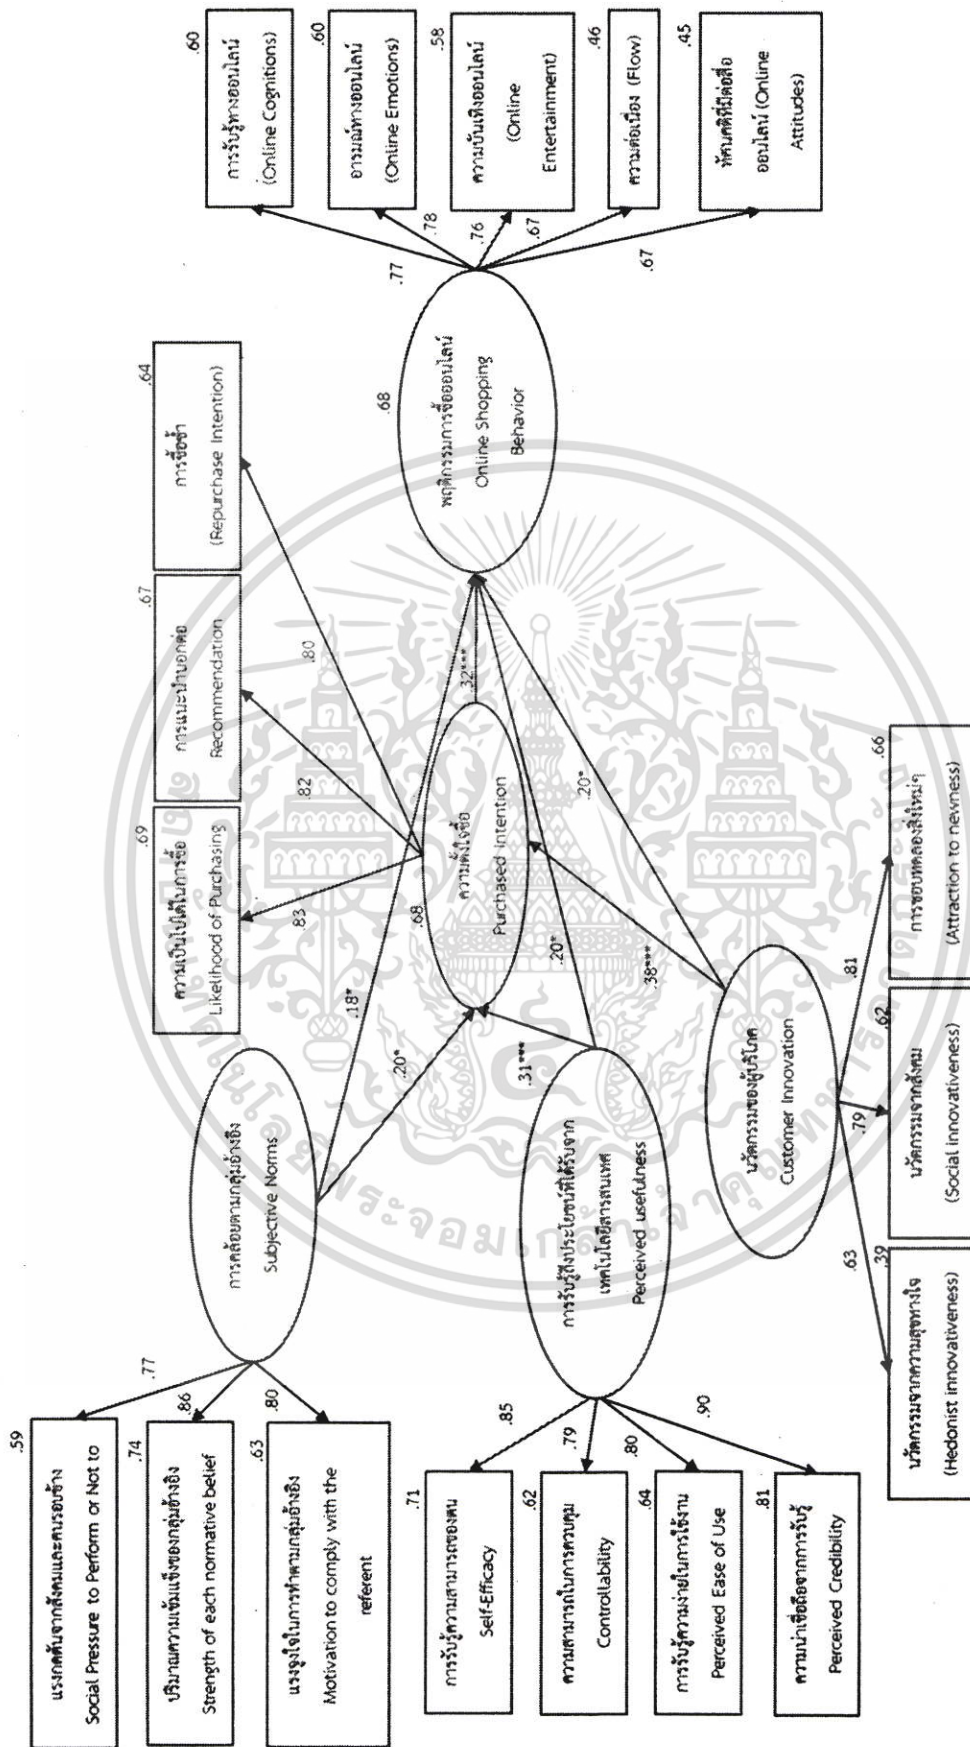 .59
แรงกดดันจากสังคมและคนรอบข้าง
Social Pressure to Perform or Not to
.74
ปริมาณความเข้มแข็งของกลุ่มอ้างอิง
Strength of each normative belief
.63
แรงจูงใจในการทำตามกลุ่มอ้างอิง
Motivation to comply with the
referent
.77
.86
.80
การคล้อยตามกลุ่มอ้างอิง
Subjective Norms
.71
การรับรู้ความสามารถของตน
Self-Efficacy
.62
ความสามารถในการควบคุม
Controllability
.64
การรับรู้ความง่ายในการใช้งาน
Perceived Ease of Use
.81
ความน่าเชื่อถือจากการรับรู้
Perceived Credibility
.85
.79
.80
.90
การรับรู้ถึงประโยชน์ที่ได้รับจาก
เทคโนโลยีสารสนเทศ
Perceived usefulness
นวัตกรรมของผู้บริโภค
Customer Innovation
.63
.79
.81
.39
นวัตกรรมจากความสุขทางใจ
(Hedonist innovativeness)
.62
นวัตกรรมจากสังคม
(Social innovativeness)
.66
การชอบทดลองสิ่งใหม่ๆ
(Attraction to newness)
.18*
.20*
.31***
.38***
.20*
.20*
.32***
.68
ความตั้งใจซื้อ
Purchased Intention
.83
.82
.80
.69
ความเป็นไปได้ในการซื้อ
Likelihood of Purchasing
.67
การแนะนำบอกต่อ
Recommendation
.64
การซื้อซ้ำ
(Repurchase Intention)
.68
พฤติกรรมการซื้อออนไลน์
Online Shopping
Behavior
.77
.78
.76
.67
.67
.60
การรับรู้ทางออนไลน์
(Online Cognitions)
.60
อารมณ์ทางออนไลน์
(Online Emotions)
.58
ความบันเทิงออนไลน์
(Online
Entertainment)
.46
ความต่อเนื่อง (Flow)
.45
ทัศนคติที่มีต่อสื่อ
ออนไลน์ (Online
Attitudes)